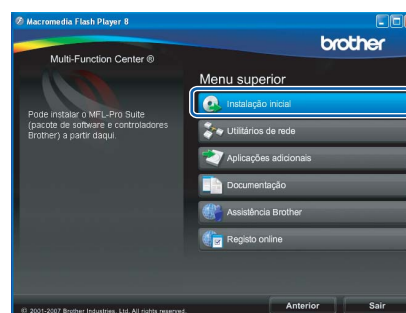 Macromedia Flash Player 8
brother
Multi-Function Center ®
Menu superior
Instalação inicial
Pode instalar o MFL-Pro Suite
(pacote de software e controladores
Brother) a partir daqui.
Utilitários de rede
Aplicações adicionais
Documentação
Assistência Brother
Registo online
© 2001-2007 Brother Industries, Ltd. All rights reserved.
Anterior
Sair